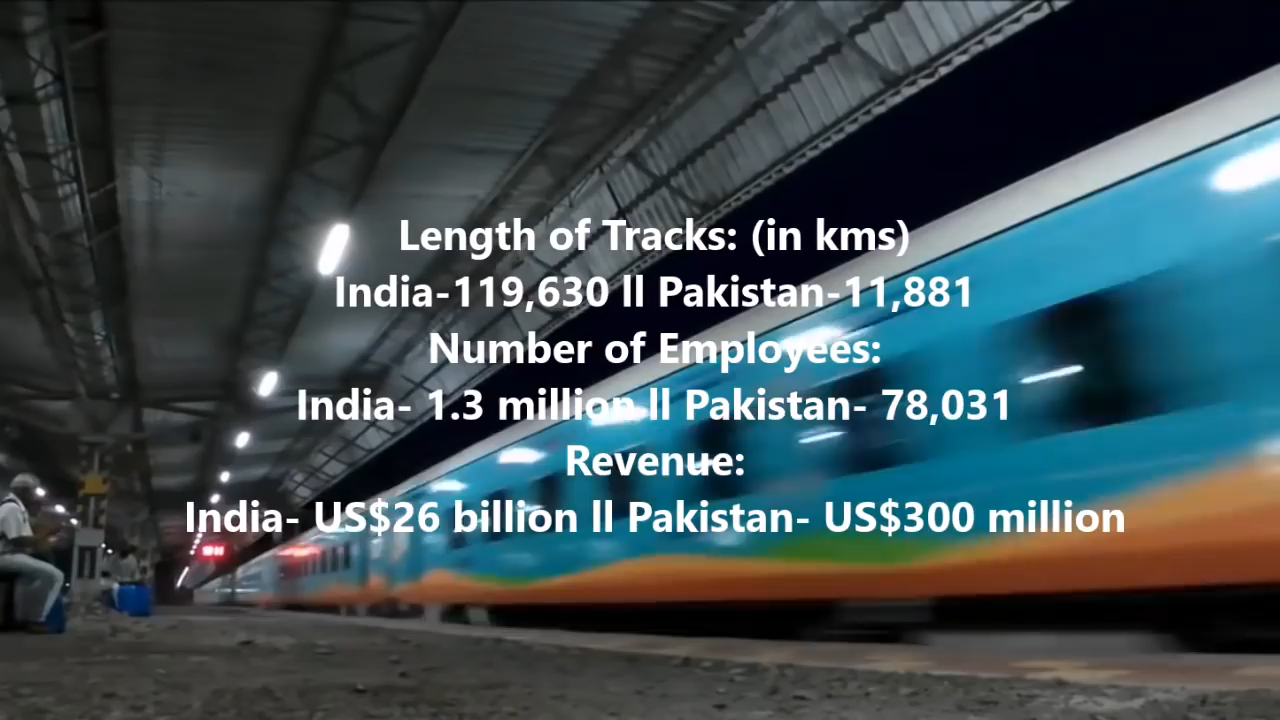 Length of Tracks: (in kms)
India-119,630 ll Pakistan-11,881
Number of Employees:
India- 1.3 million ll Pakistan- 78,031
Revenue:
India- US$26 billion ll Pakistan- US$300 million